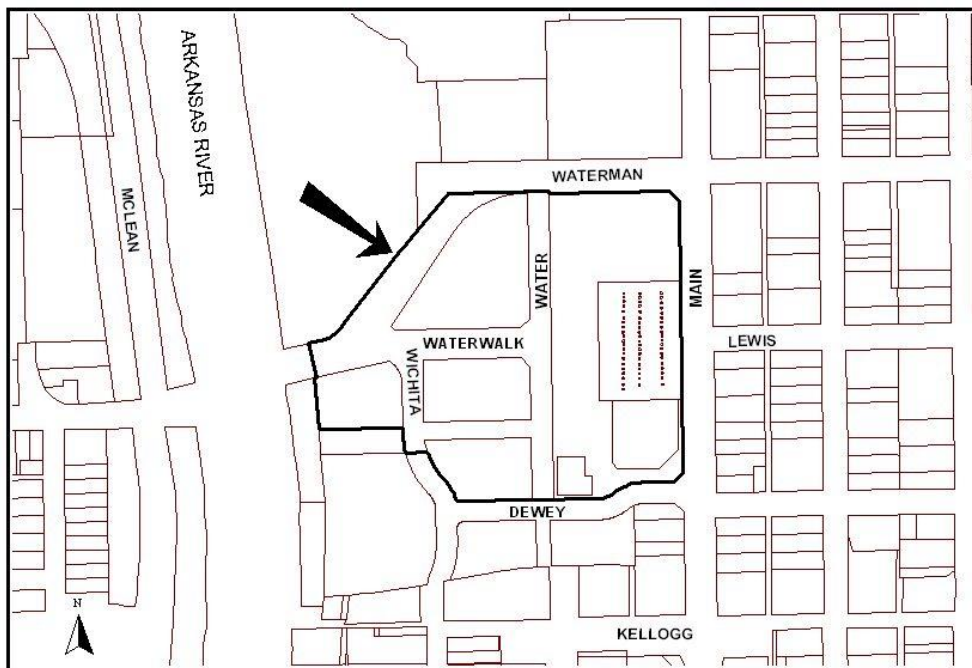 ARKANSAS RIVER
MCLEAN
WATERMAN
WATER
MAIN
WATERWALK
LEWIS
WICHITA
DEWEY
N
KELLOGG